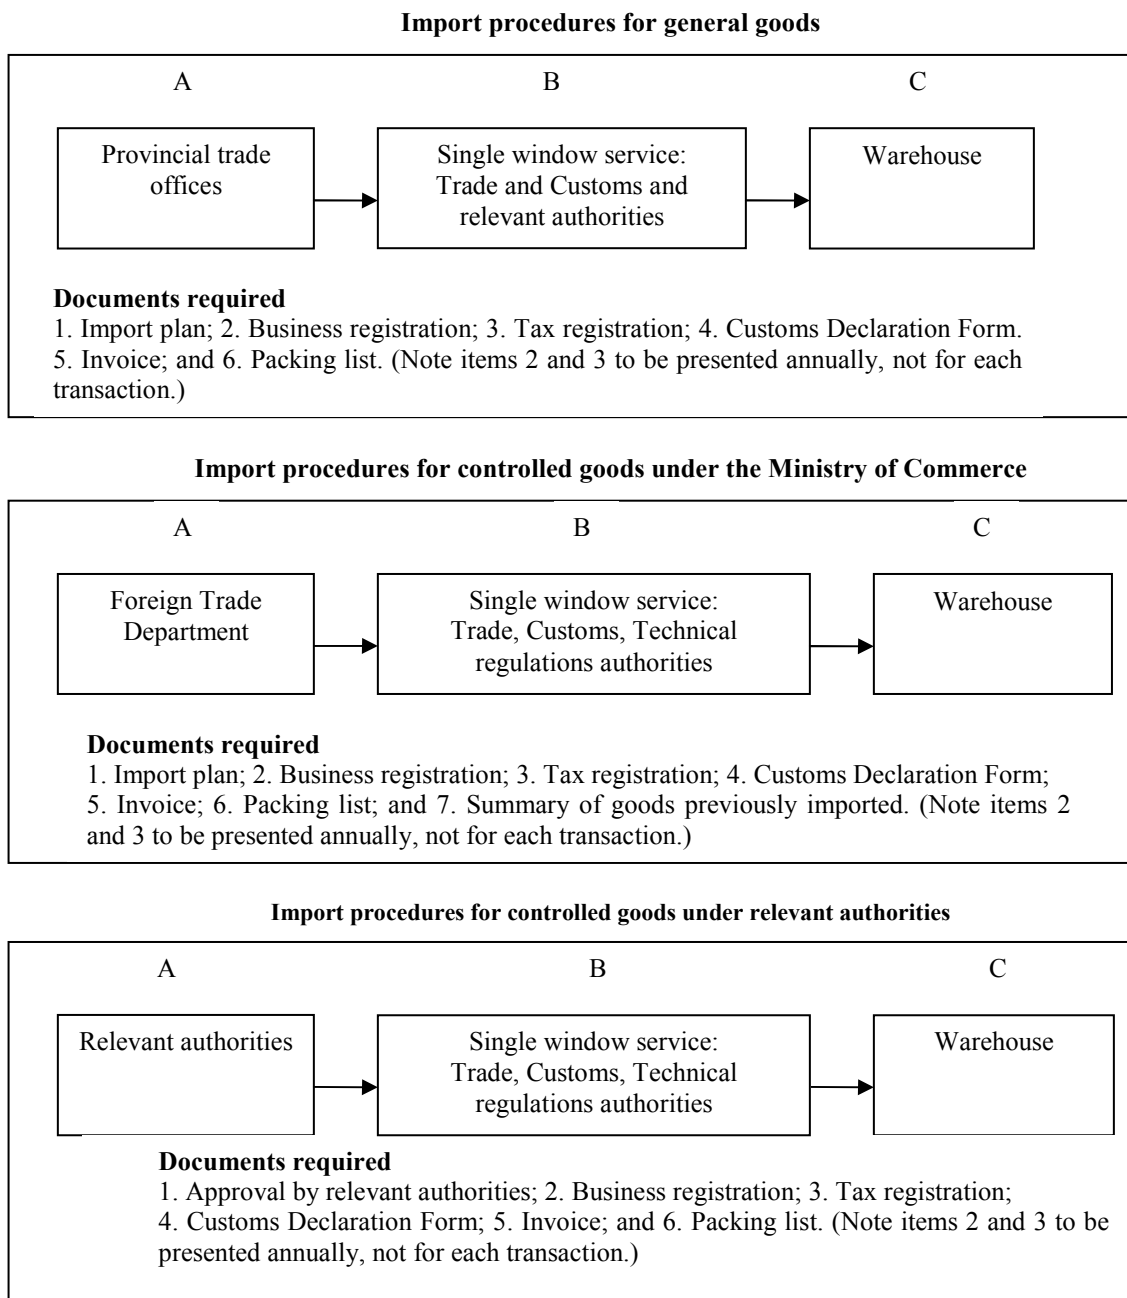 Import procedures for general goods
A B C
Provincial trade
offices
Single window service:
Trade and Customs and
relevant authorities
Warehouse
Documents required
1. Import plan; 2. Business registration; 3. Tax registration; 4. Customs Declaration Form.
5. Invoice; and 6. Packing list. (Note items 2 and 3 to be presented annually, not for each
transaction.)
Import procedures for controlled goods under the Ministry of Commerce
A B C
Foreign Trade
Department
Single window service:
Trade, Customs, Technical
regulations authorities
Warehouse
Documents required
1. Import plan; 2. Business registration; 3. Tax registration; 4. Customs Declaration Form;
5. Invoice; 6. Packing list; and 7. Summary of goods previously imported. (Note items 2
and 3 to be presented annually, not for each transaction.)
Import procedures for controlled goods under relevant authorities
A B C
Relevant authorities
Single window service:
Trade, Customs, Technical
regulations authorities
Warehouse
Documents required
1. Approval by relevant authorities; 2. Business registration; 3. Tax registration;
4. Customs Declaration Form; 5. Invoice; and 6. Packing list. (Note items 2 and 3 to be
presented annually, not for each transaction.)